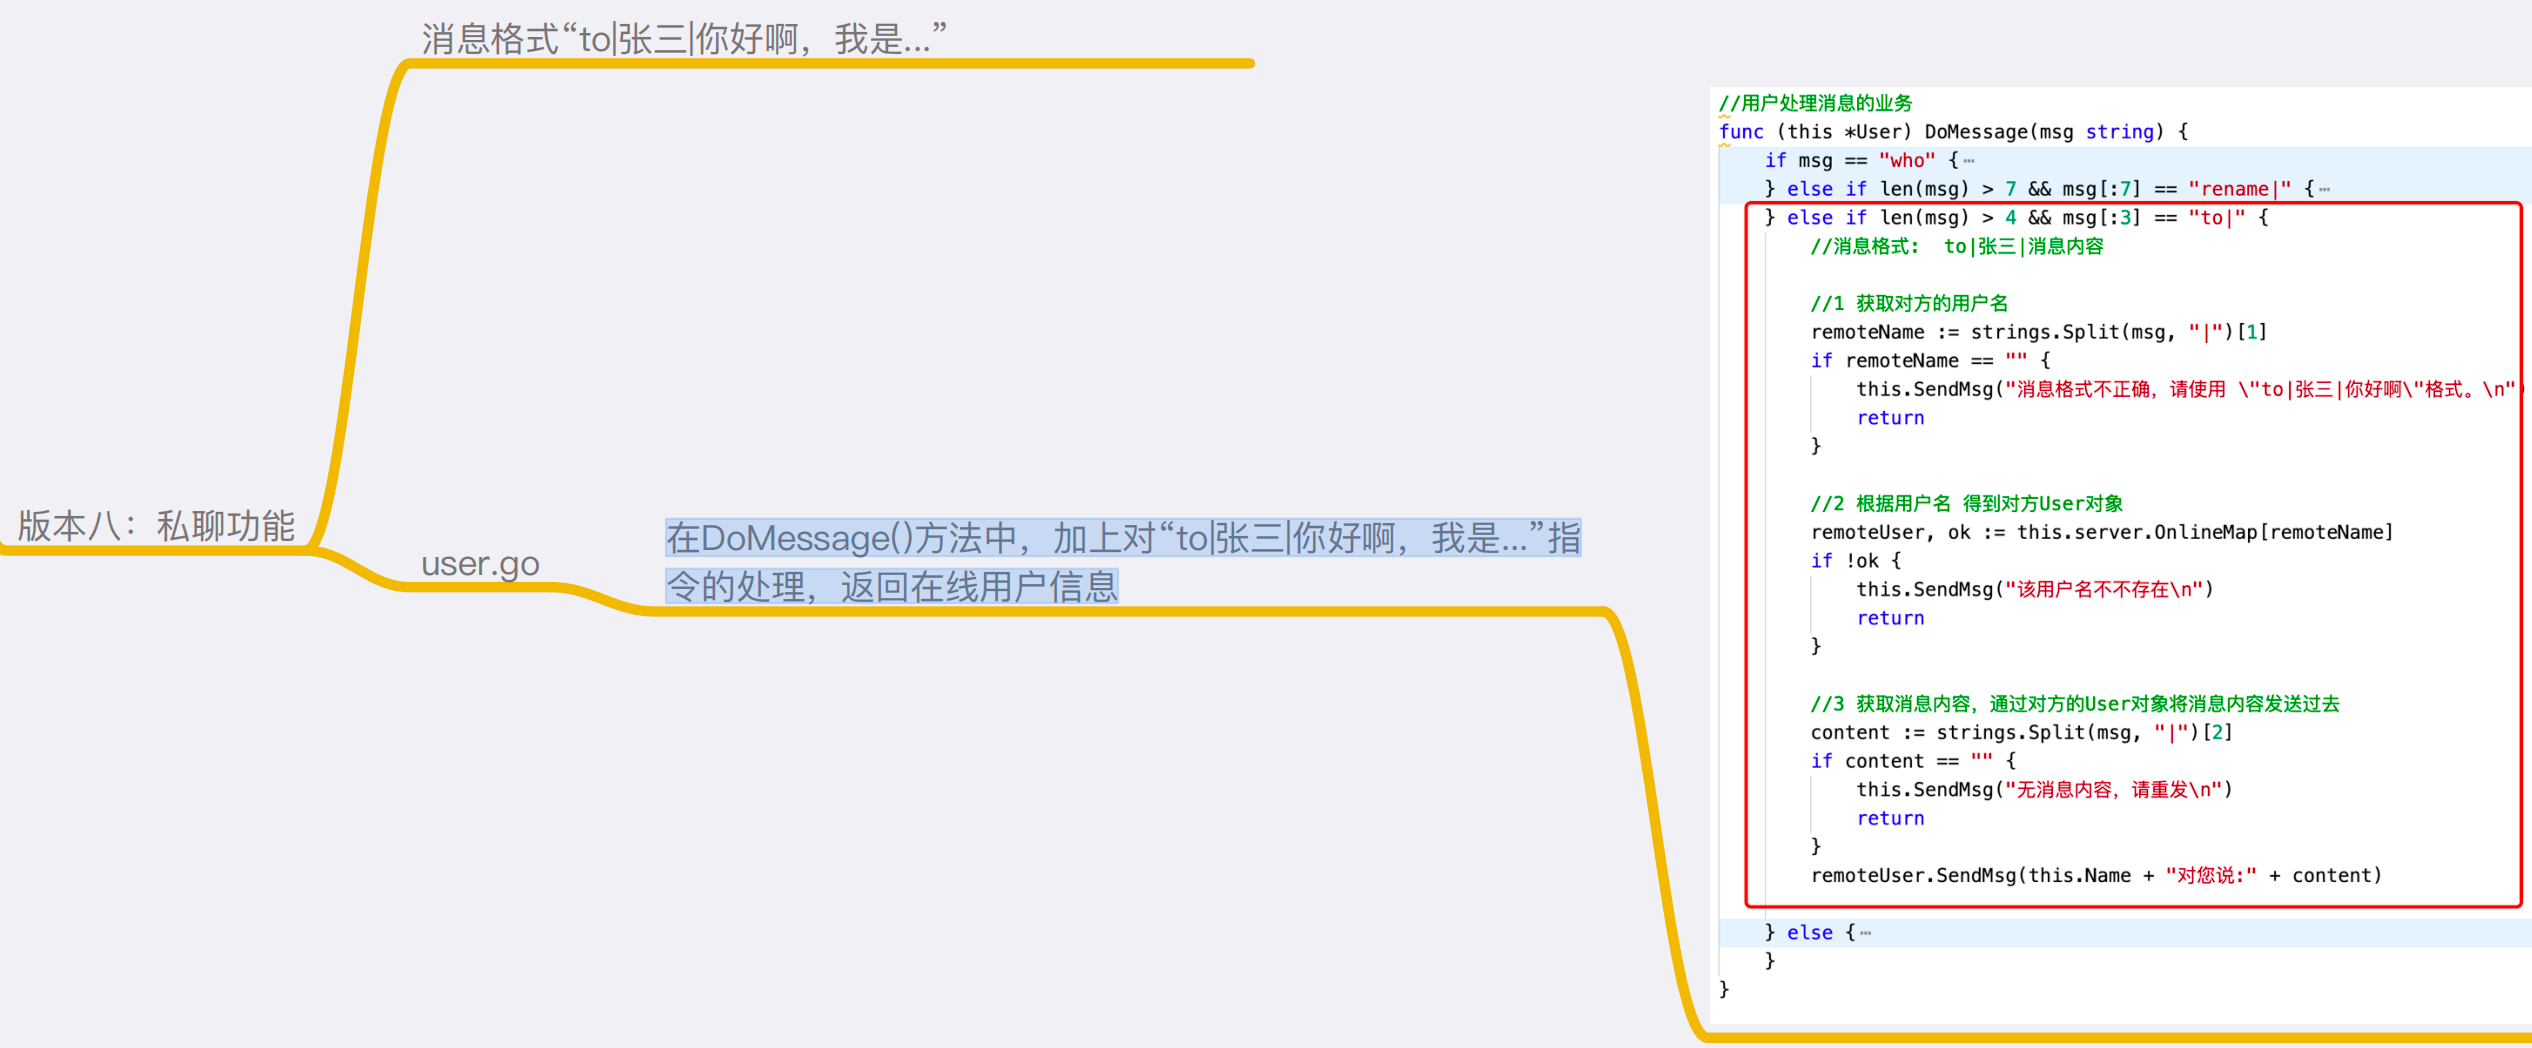 消息格式“to|张三|你好啊，我是...”
版本八：私聊功能
user.go
在DoMessage()方法中，加上对“to|张三|你好啊，我是...”指
令的处理，返回在线用户信息
//用户处理消息的业务
func (this *User) DoMessage(msg string) {
    if msg == "who" {⋯
    } else if len(msg) > 7 && msg[:7] == "rename|" {⋯
    } else if len(msg) > 4 && msg[:3] == "to|" {
        //消息格式:  to|张三|消息内容
        //1 获取对方的用户名
        remoteName := strings.Split(msg, "|")[1]
        if remoteName == "" {
            this.SendMsg("消息格式不正确，请使用 \"to|张三|你好啊\"格式。\n")
            return
        }
        //2 根据用户名 得到对方User对象
        remoteUser, ok := this.server.OnlineMap[remoteName]
        if !ok {
            this.SendMsg("该用户名不不存在\n")
            return
        }
        //3 获取消息内容，通过对方的User对象将消息内容发送过去
        content := strings.Split(msg, "|")[2]
        if content == "" {
            this.SendMsg("无消息内容，请重发\n")
            return
        }
        remoteUser.SendMsg(this.Name + "对您说:" + content)
    } else {⋯
    }
}